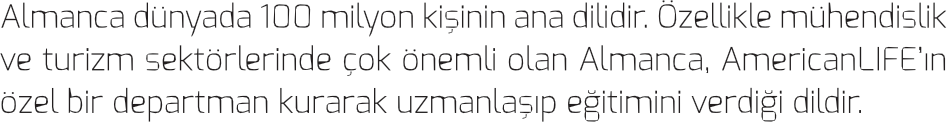 Almanca dünyada 100 milyon kişinin ana dilidir. Özellikle mühendislik
ve turizm sektörlerinde çok önemli olan Almanca, AmericanLIFE'ın
özel bir departman kurarak uzmanlaşıp eğitimini verdiği dildir.